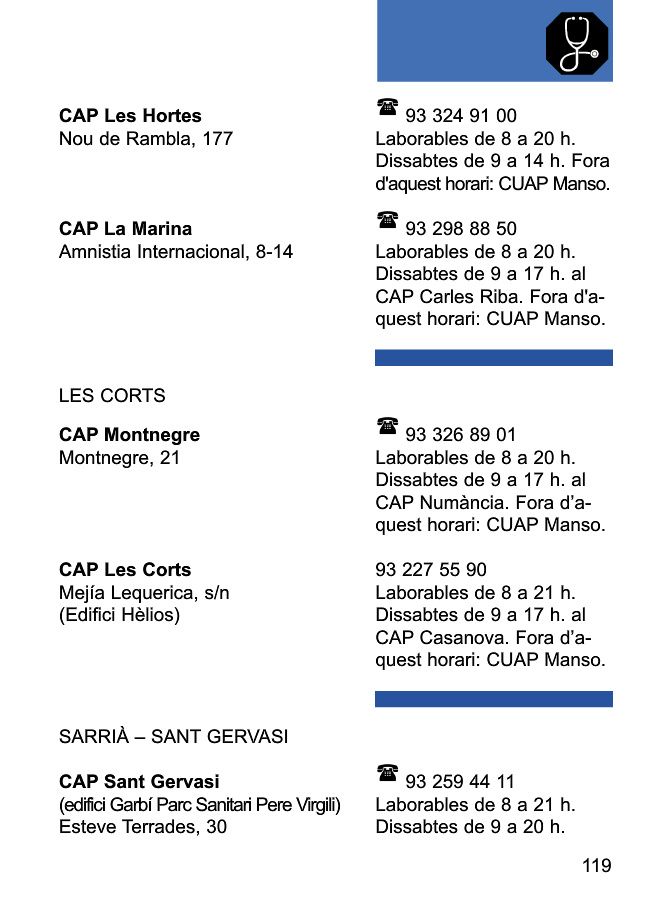 CAP Les Hortes
Nou de Rambla, 177
93 324 91 00
Laborables de 8 a 20 h.
Dissabtes de 9 a 14 h. Fora
d'aquest horari: CUAP Manso.
CAP La Marina
Amnistia Internacional, 8-14
93 298 88 50
Laborables de 8 a 20 h.
Dissabtes de 9 a 17 h. al
CAP Carles Riba. Fora d'a-
quest horari: CUAP Manso.
LES CORTS
CAP Montnegre
Montnegre, 21
93 326 89 01
Laborables de 8 a 20 h.
Dissabtes de 9 a 17 h. al
CAP Numància. Fora d’a-
quest horari: CUAP Manso.
CAP Les Corts
Mejía Lequerica, s/n
(Edifici Hèlios)
93 227 55 90
Laborables de 8 a 21 h.
Dissabtes de 9 a 17 h. al
CAP Casanova. Fora d’a-
quest horari: CUAP Manso.
SARRIÀ – SANT GERVASI
CAP Sant Gervasi
(edifici Garbí Parc Sanitari Pere Virgili)
Esteve Terrades, 30
93 259 44 11
Laborables de 8 a 21 h.
Dissabtes de 9 a 20 h.
119